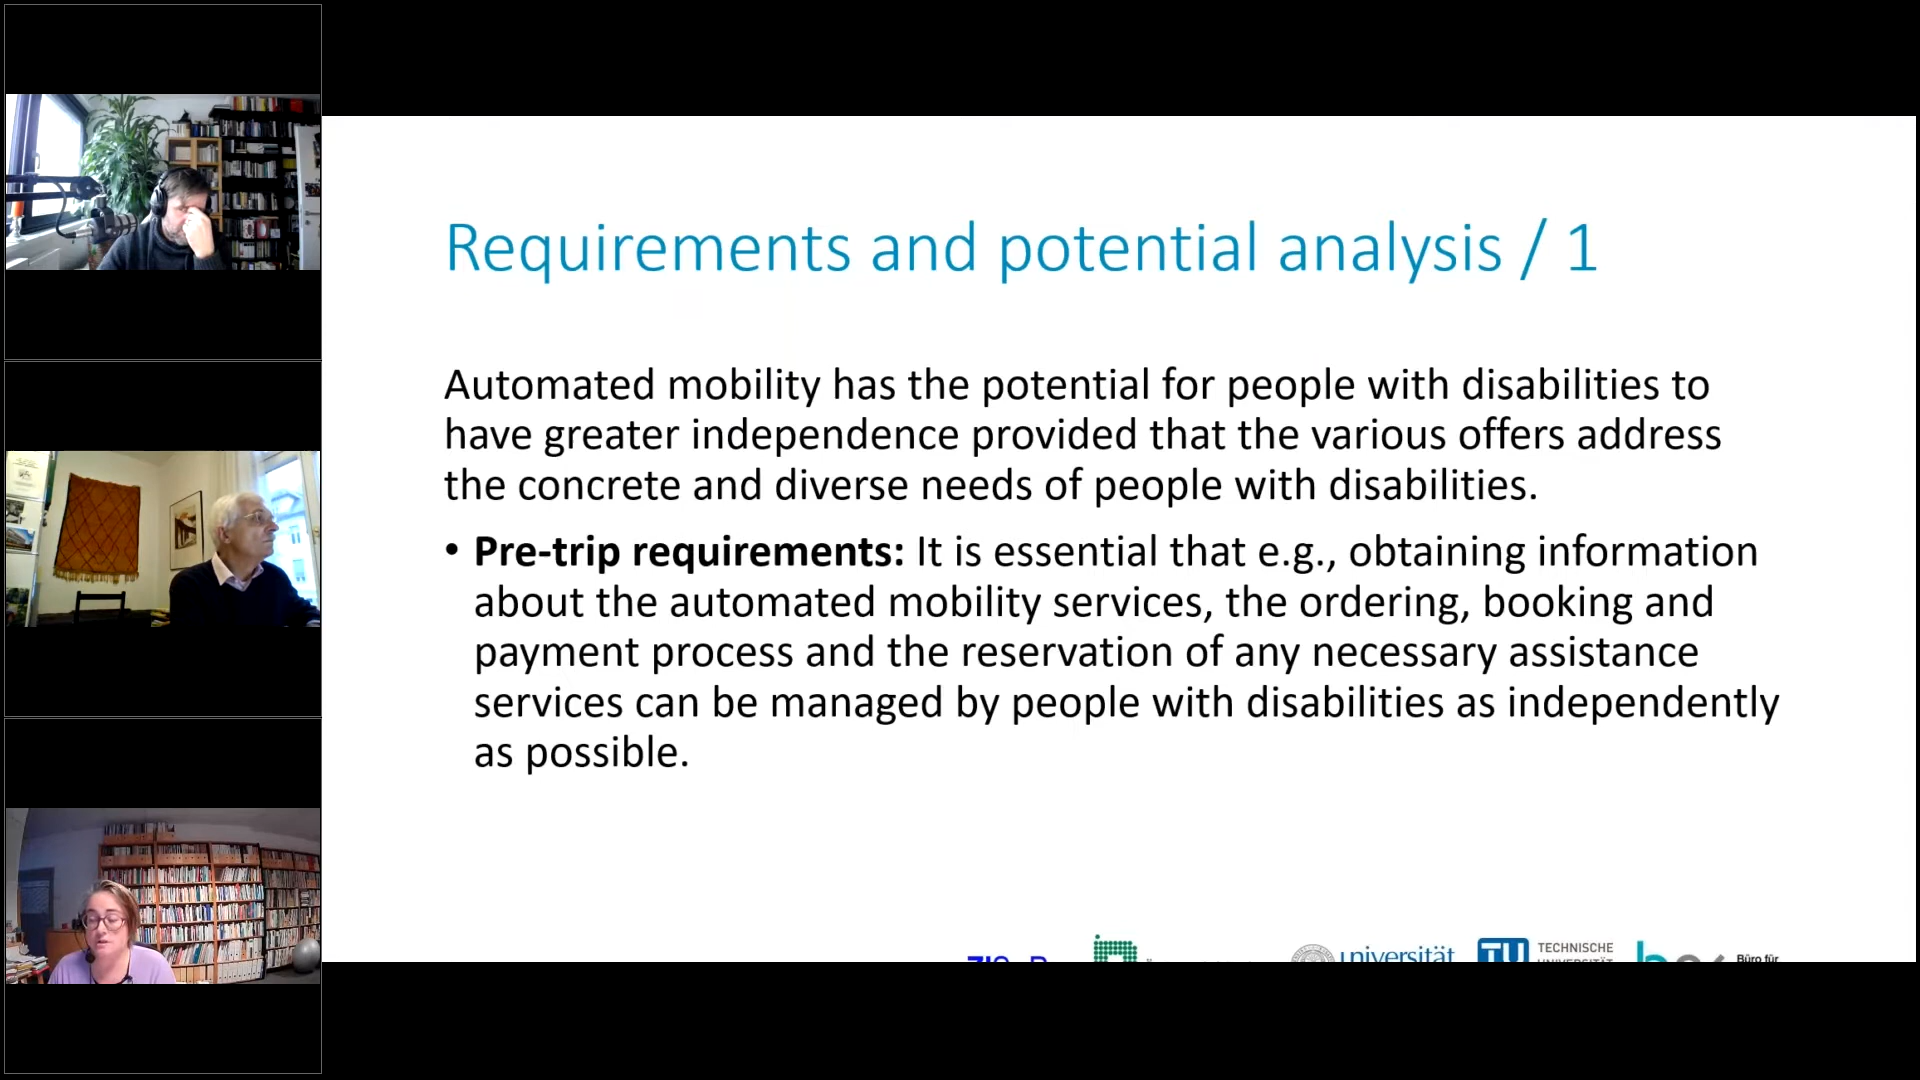 Requirements and potential analysis / 1
Automated mobility has the potential for people with disabilities to
have greater independence provided that the various offers address
the concrete and diverse needs of people with disabilities.
• Pre-trip requirements: It is essential that e.g., obtaining information
about the automated mobility services, the ordering, booking and
payment process and the reservation of any necessary assistance
services can be managed by people with disabilities as independently
as possible.
universität
TU
TECHNISCHE
UNIVERSITÄT
Büro für